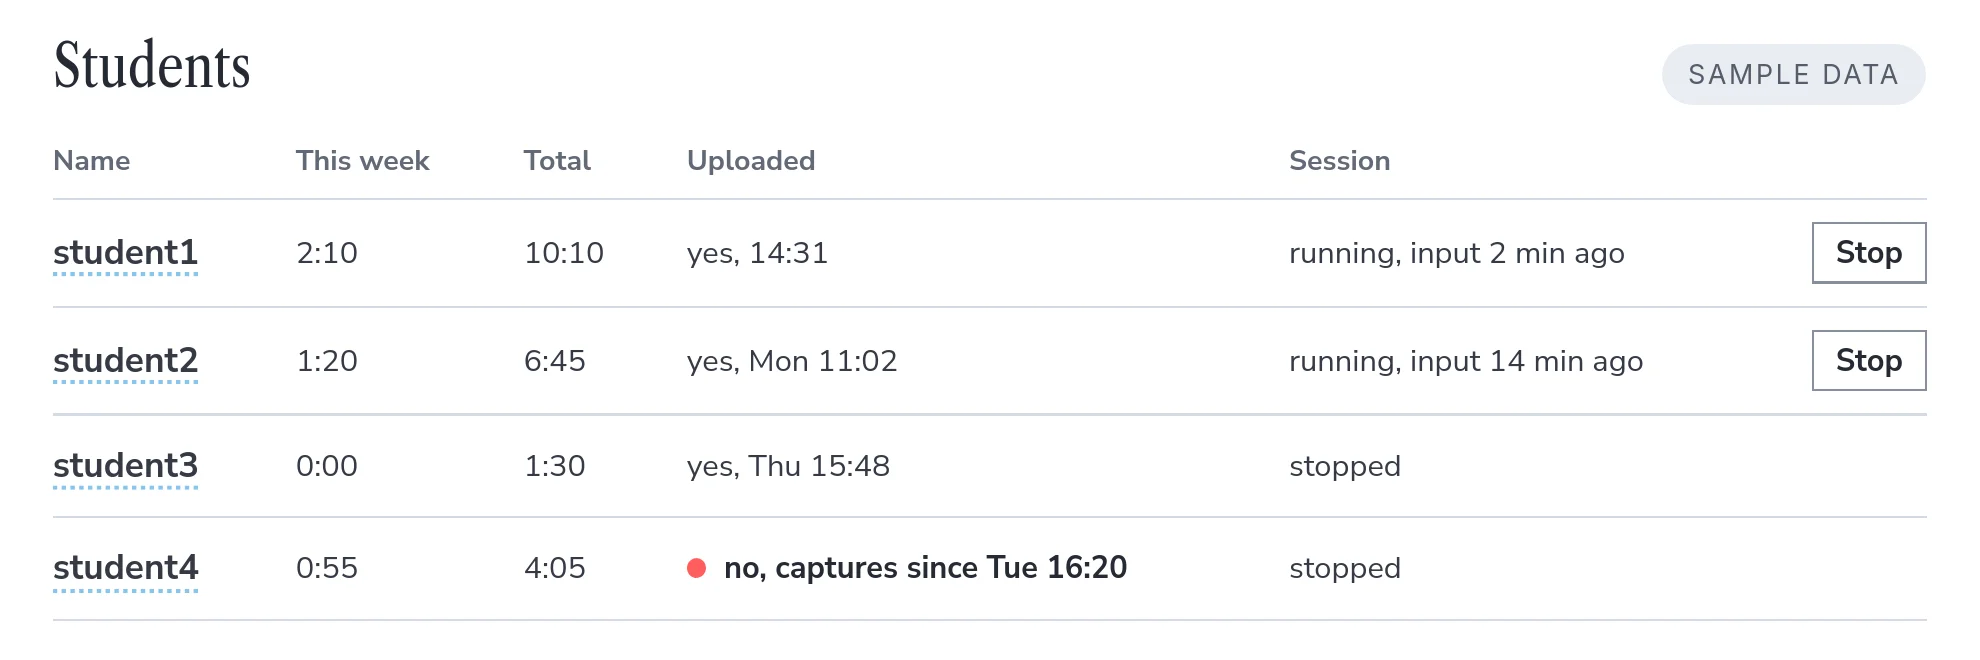 Students
SAMPLE DATA
Name This week Total Uploaded Session
student1 2:10 10:10 yes, 14:31 running, input 2 min ago Stop
student2 1:20 6:45 yes, Mon 11:02 running, input 14 min ago Stop
student3 0:00 1:30 yes, Thu 15:48 stopped
student4 0:55 4:05 no, captures since Tue 16:20 stopped